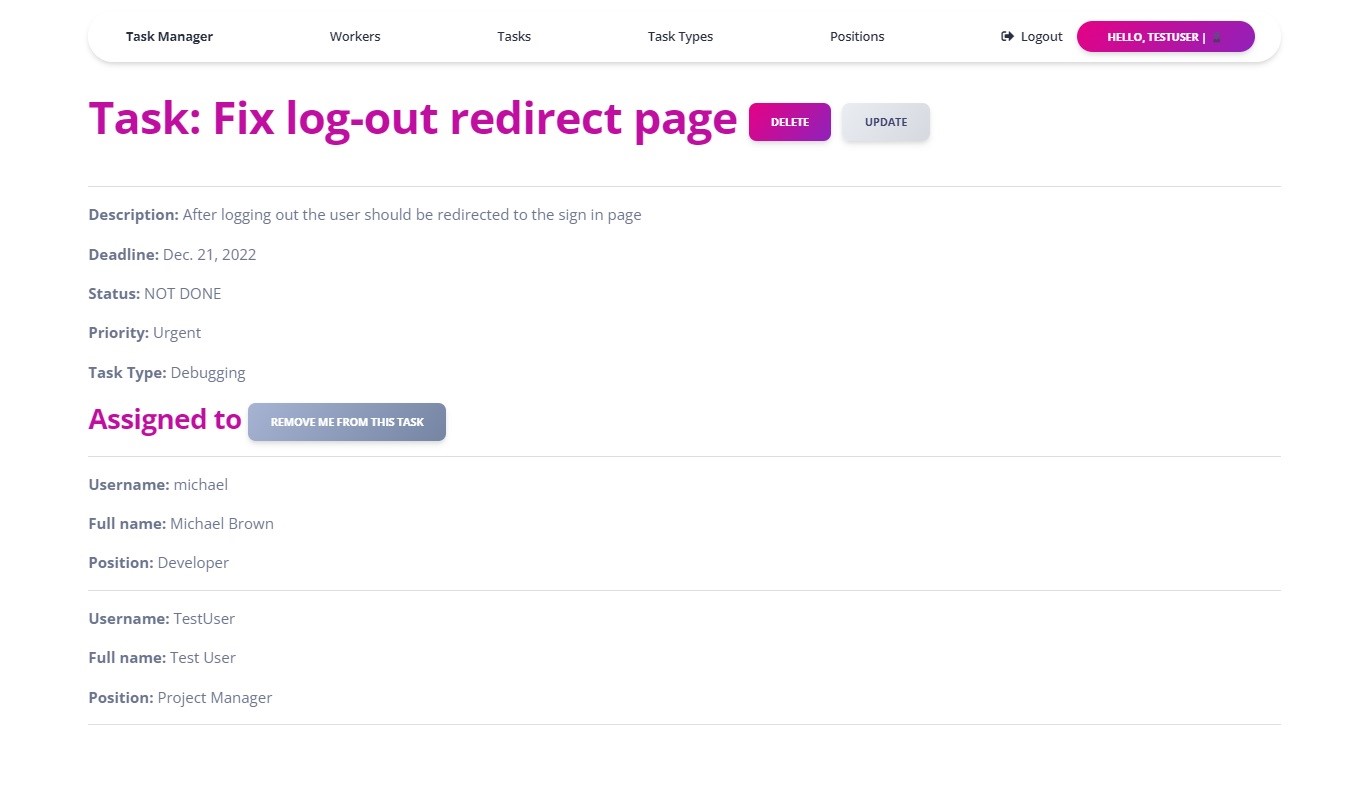 Task Manager Workers Tasks Task Types Positions Logout HELLO, TESTUSER |
Task: Fix log-out redirect page DELETE UPDATE
Description: After logging out the user should be redirected to the sign in page
Deadline: Dec. 21, 2022
Status: NOT DONE
Priority: Urgent
Task Type: Debugging
Assigned to REMOVE ME FROM THIS TASK
Username: michael
Full name: Michael Brown
Position: Developer
Username: TestUser
Full name: Test User
Position: Project Manager